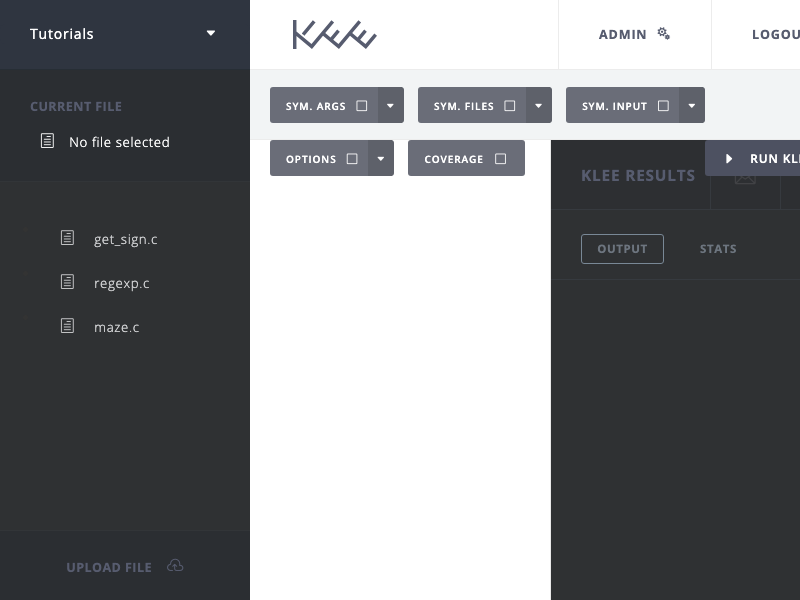 Tutorials
KLEE
ADMIN
LOGOU
CURRENT FILE
No file selected
SYM. ARGS
SYM. FILES
SYM. INPUT
OPTIONS
COVERAGE
RUN KLE
KLEE RESULTS
OUTPUT
STATS
get_sign.c
regexp.c
maze.c
UPLOAD FILE